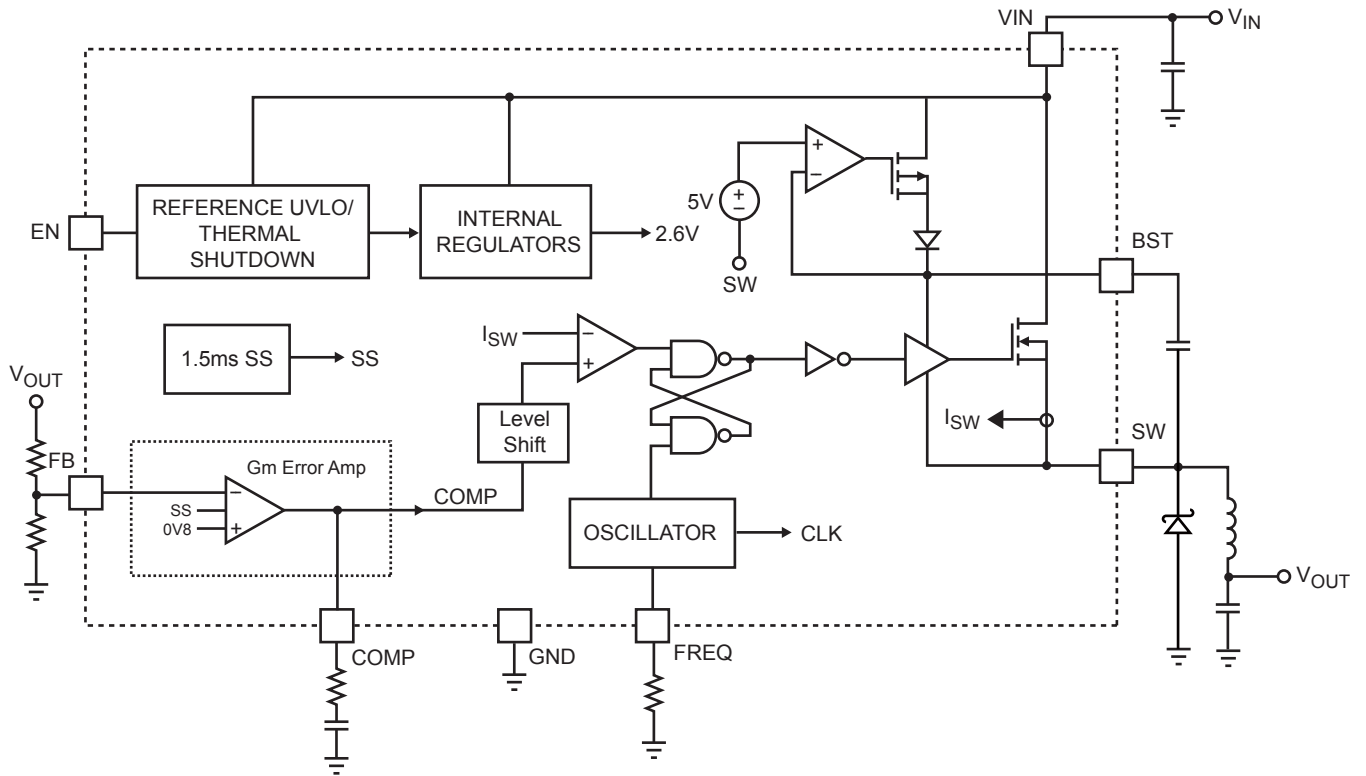 VIN
V_IN
REFERENCE UVLO/
THERMAL
SHUTDOWN
INTERNAL
REGULATORS
2.6V
EN
5V
+
−
+
−
SW
BST
1.5ms SS
SS
I_SW
−
+
V_OUT
FB
Level
Shift
I_SW
SW
Gm Error Amp
−
SS
0V8
+
COMP
OSCILLATOR
CLK
V_OUT
COMP
GND
FREQ